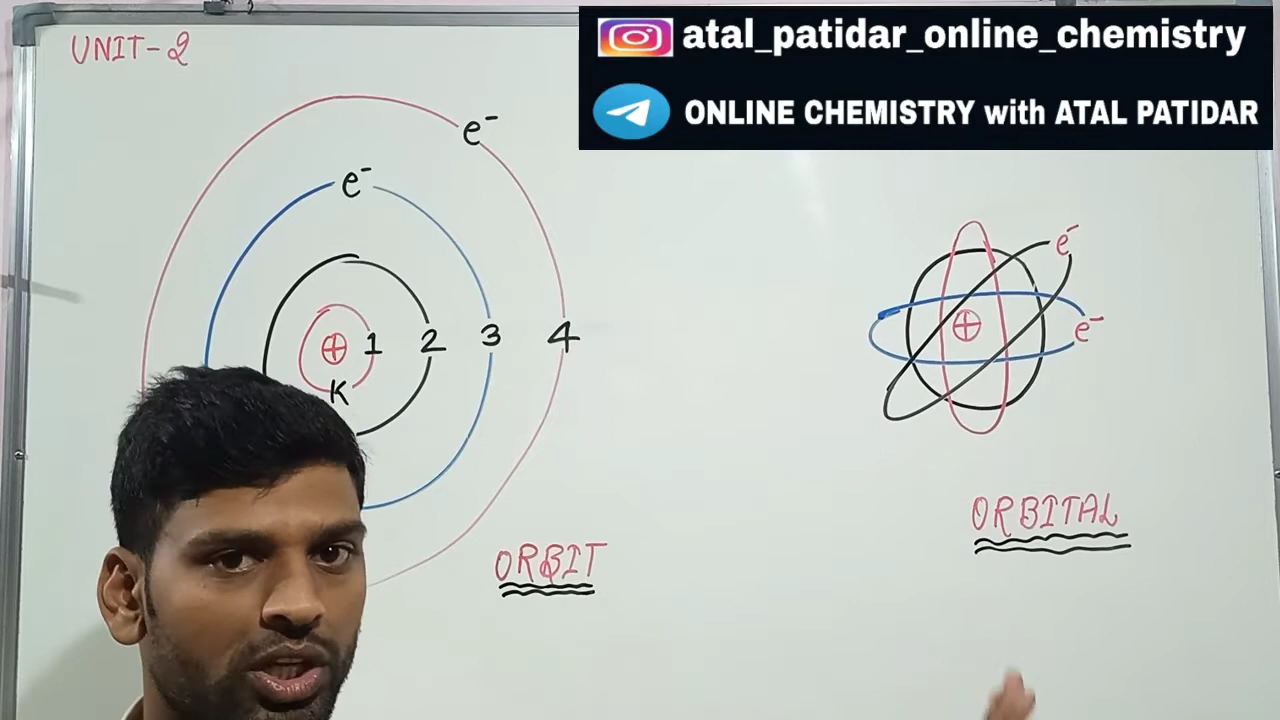 UNIT-2
atal_patidar_online_chemistry
ONLINE CHEMISTRY with ATAL PATIDAR
e⁻
e⁻
⊕ 1 2 3 4
K
ORBIT
e⁻
⊕ e⁻
ORBITAL